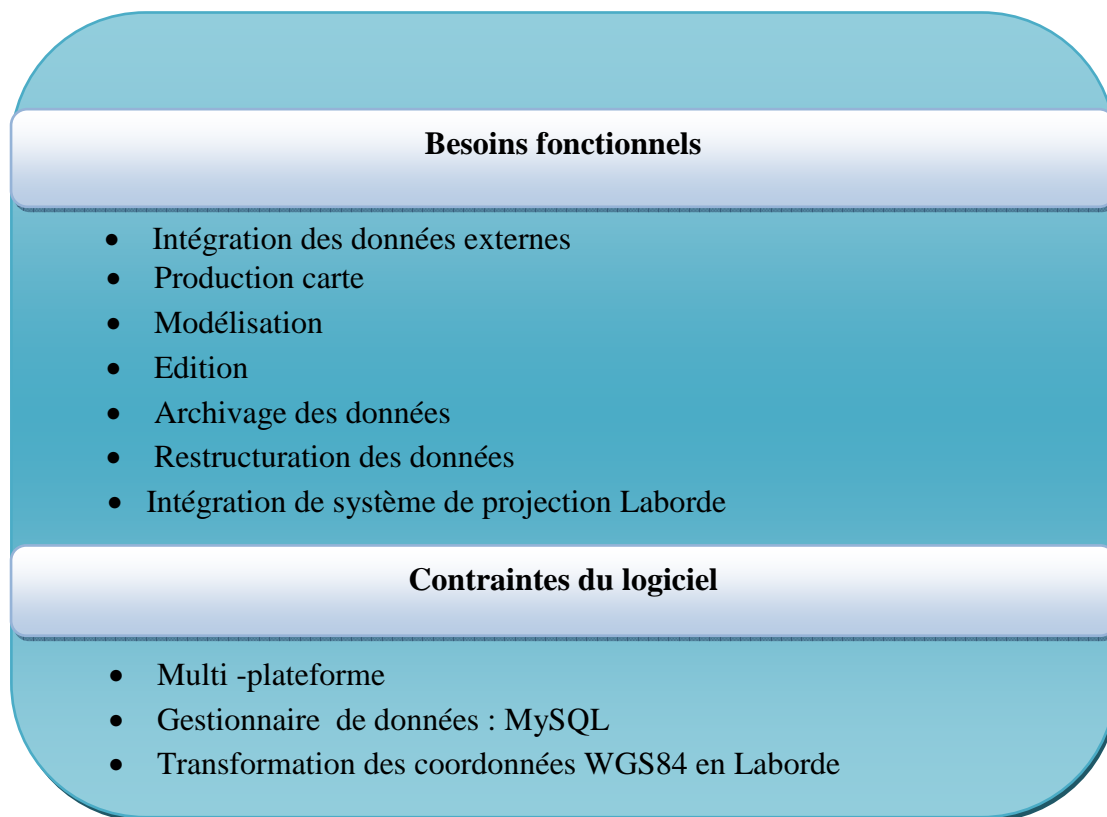 Besoins fonctionnels
• Intégration des données externes
• Production carte
• Modélisation
• Edition
• Archivage des données
• Restructuration des données
• Intégration de système de projection Laborde
Contraintes du logiciel
• Multi -plateforme
• Gestionnaire de données : MySQL
• Transformation des coordonnées WGS84 en Laborde